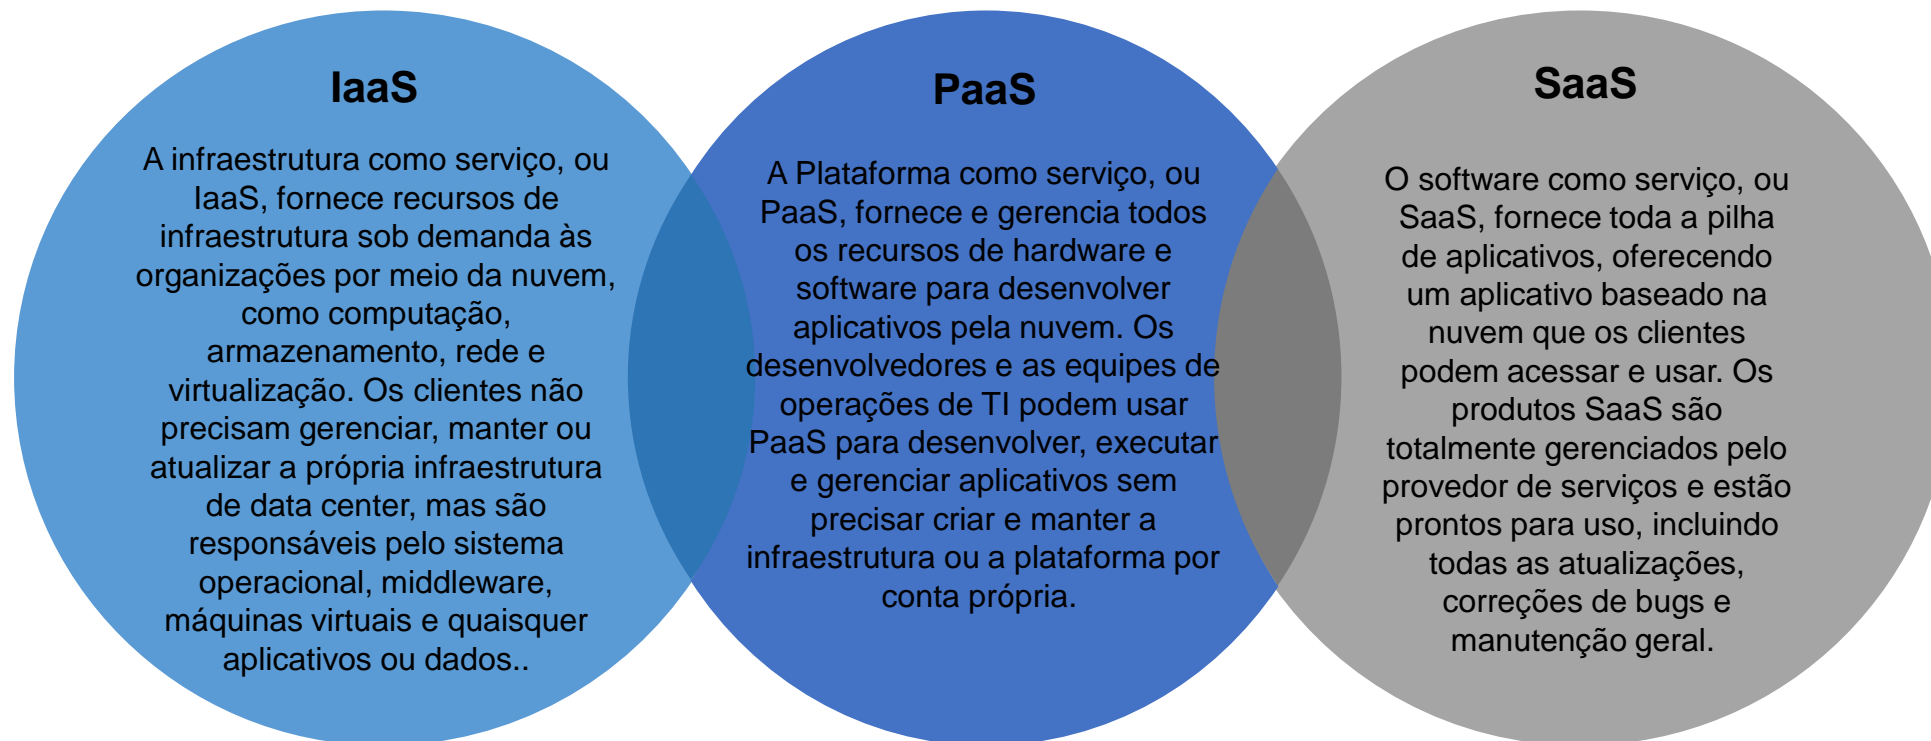 IaaS
A infraestrutura como serviço, ou
IaaS, fornece recursos de
infraestrutura sob demanda às
organizações por meio da nuvem,
como computação,
armazenamento, rede e
virtualização. Os clientes não
precisam gerenciar, manter ou
atualizar a própria infraestrutura
de data center, mas são
responsáveis pelo sistema
operacional, middleware,
máquinas virtuais e quaisquer
aplicativos ou dados..
PaaS
A Plataforma como serviço, ou
PaaS, fornece e gerencia todos
os recursos de hardware e
software para desenvolver
aplicativos pela nuvem. Os
desenvolvedores e as equipes de
operações de TI podem usar
PaaS para desenvolver, executar
e gerenciar aplicativos sem
precisar criar e manter a
infraestrutura ou a plataforma por
conta própria.
SaaS
O software como serviço, ou
SaaS, fornece toda a pilha
de aplicativos, oferecendo
um aplicativo baseado na
nuvem que os clientes
podem acessar e usar. Os
produtos SaaS são
totalmente gerenciados pelo
provedor de serviços e estão
prontos para uso, incluindo
todas as atualizações,
correções de bugs e
manutenção geral.